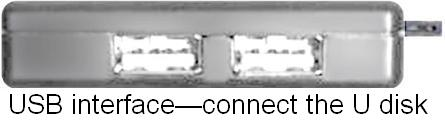 USB interface—connect the U disk